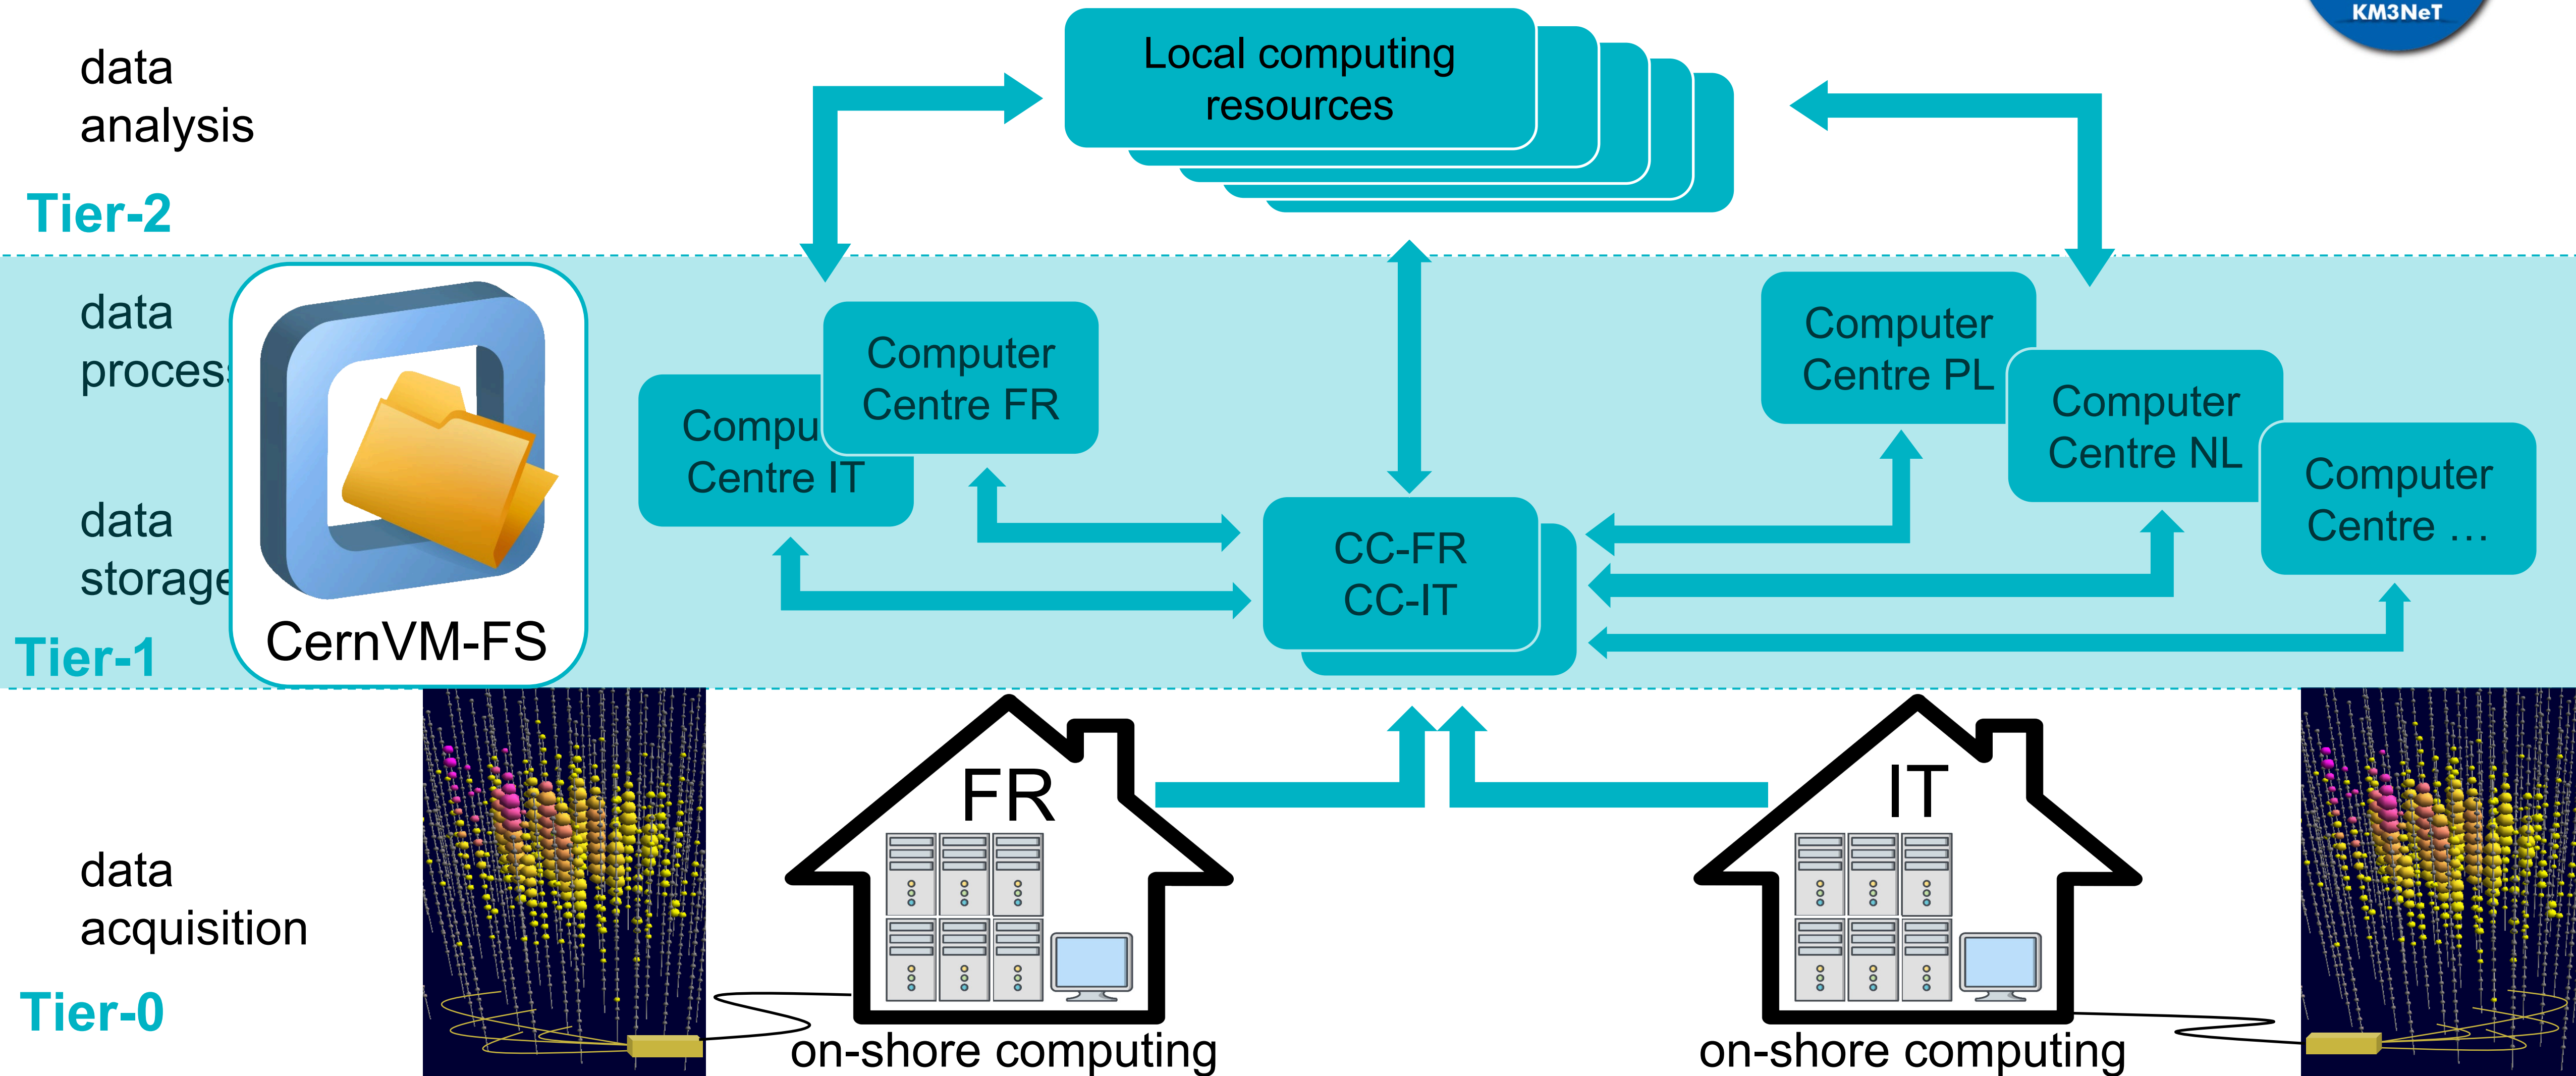 KM3NeT
data
analysis
Tier-2
Local computing
resources
data
process
data
storage
Tier-1
CernVM-FS
Compu
Centre IT
Computer
Centre FR
CC-FR
CC-IT
Computer
Centre PL
Computer
Centre NL
Computer
Centre ...
data
acquisition
Tier-0
FR
on-shore computing
IT
on-shore computing